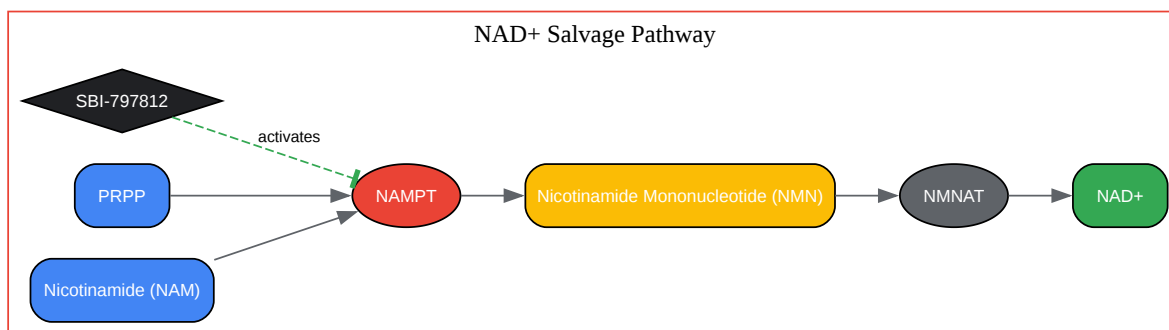 NAD+ Salvage Pathway
SBI-797812
activates
PRPP
NAMPT
Nicotinamide Mononucleotide (NMN)
NMNAT
NAD+
Nicotinamide (NAM)